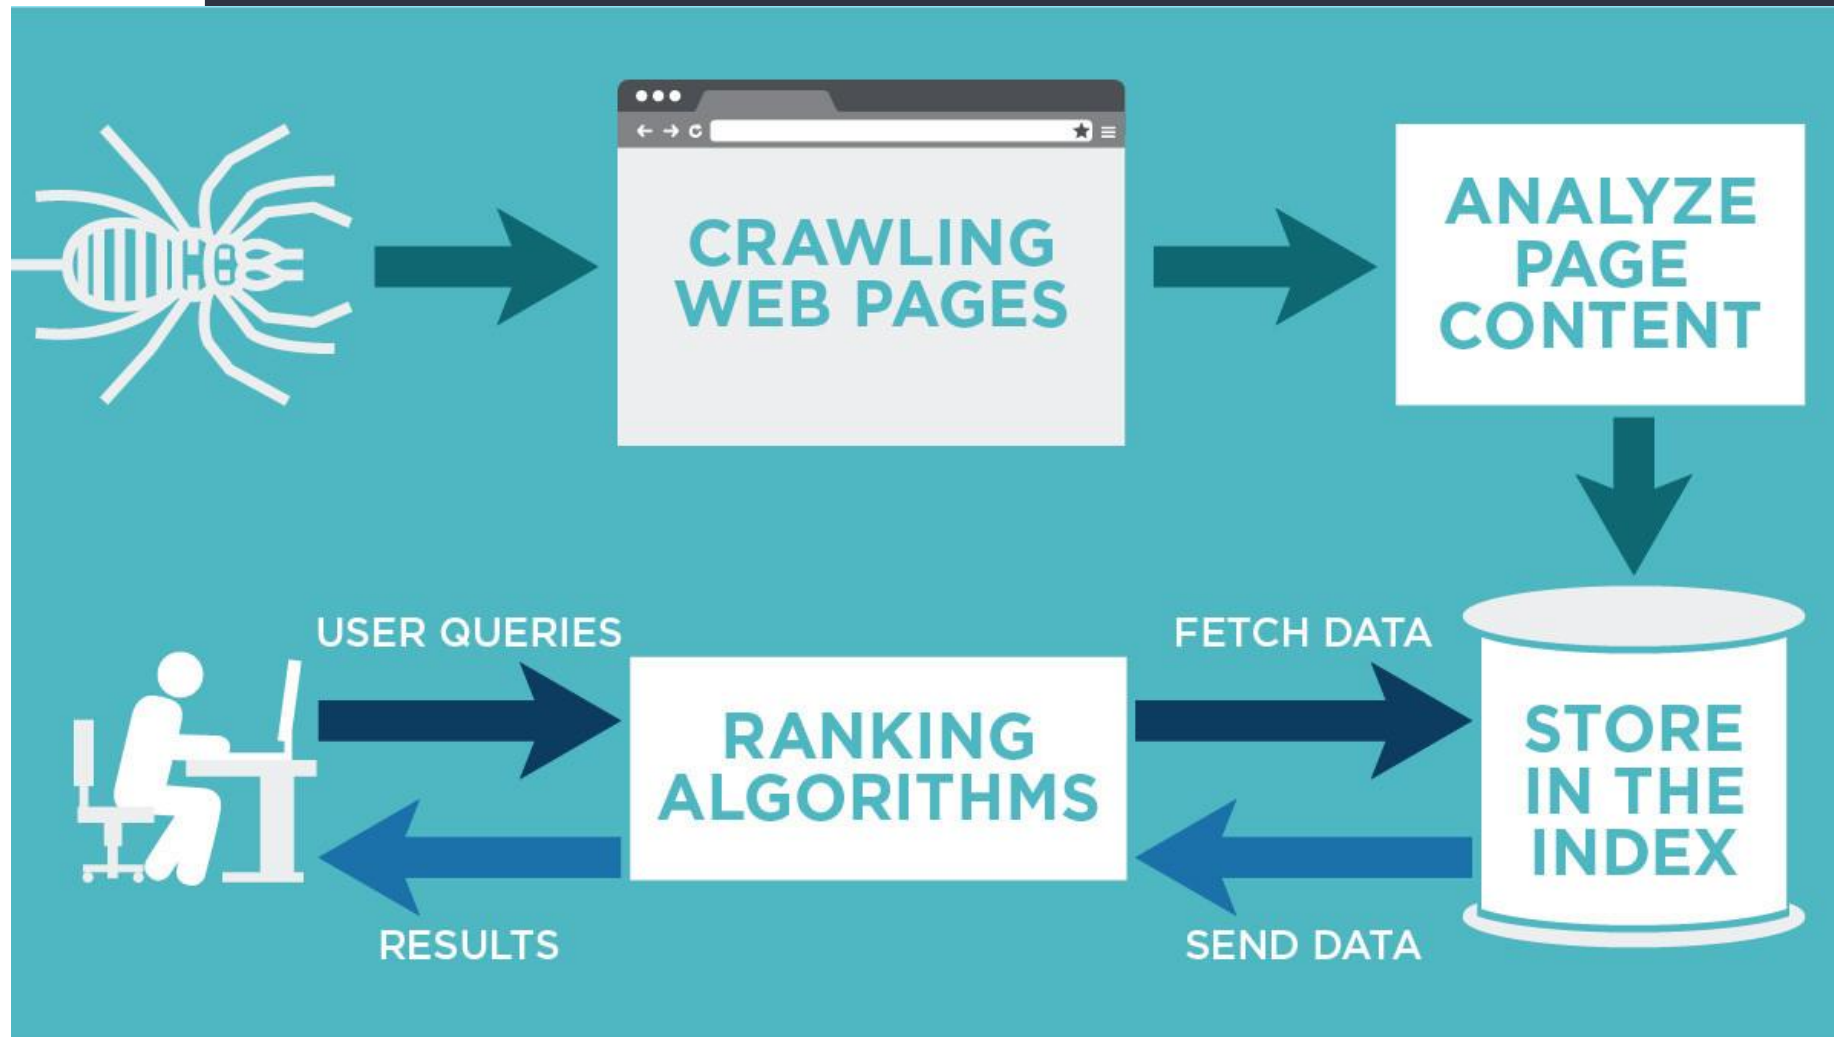 CRAWLING
WEB PAGES
ANALYZE
PAGE
CONTENT
USER QUERIES
FETCH DATA
RANKING
ALGORITHMS
STORE
IN THE
INDEX
RESULTS
SEND DATA